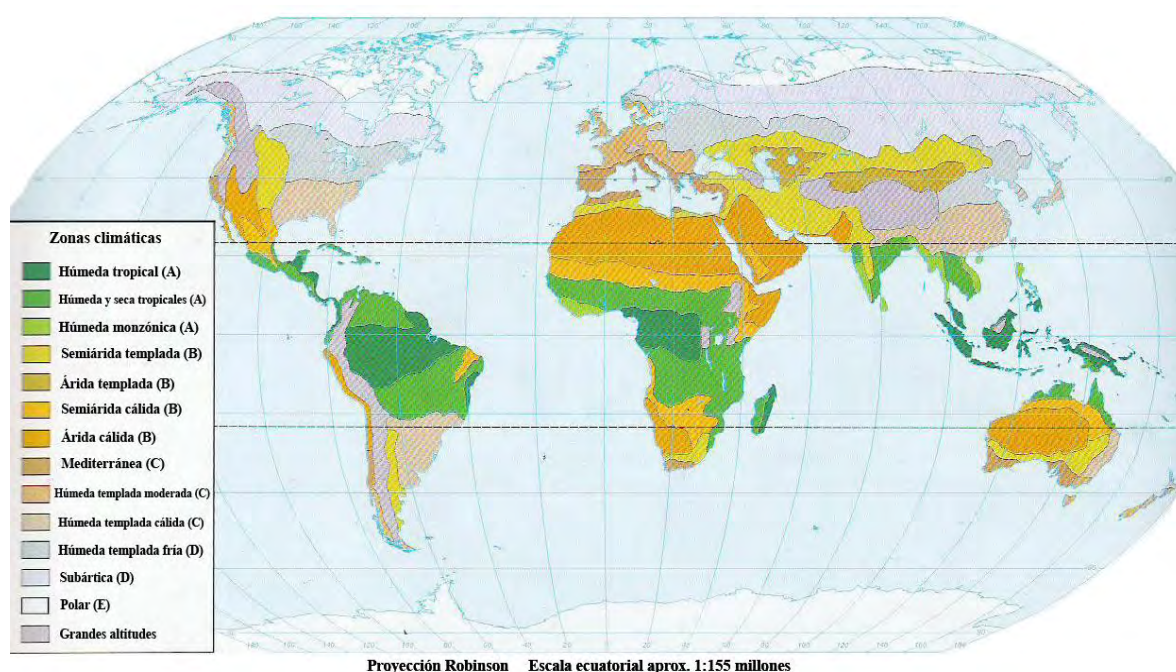 Zonas climáticas
Húmeda tropical (A)
Húmeda y seca tropicales (A)
Húmeda monzónica (A)
Semiárida templada (B)
Árida templada (B)
Semiárida cálida (B)
Árida cálida (B)
Mediterránea (C)
Húmeda templada moderada (C)
Húmeda templada cálida (C)
Húmeda templada fría (D)
Subártica (D)
Polar (E)
Grandes altitudes
Proyección Robinson Escala ecuatorial aprox. 1:155 millones